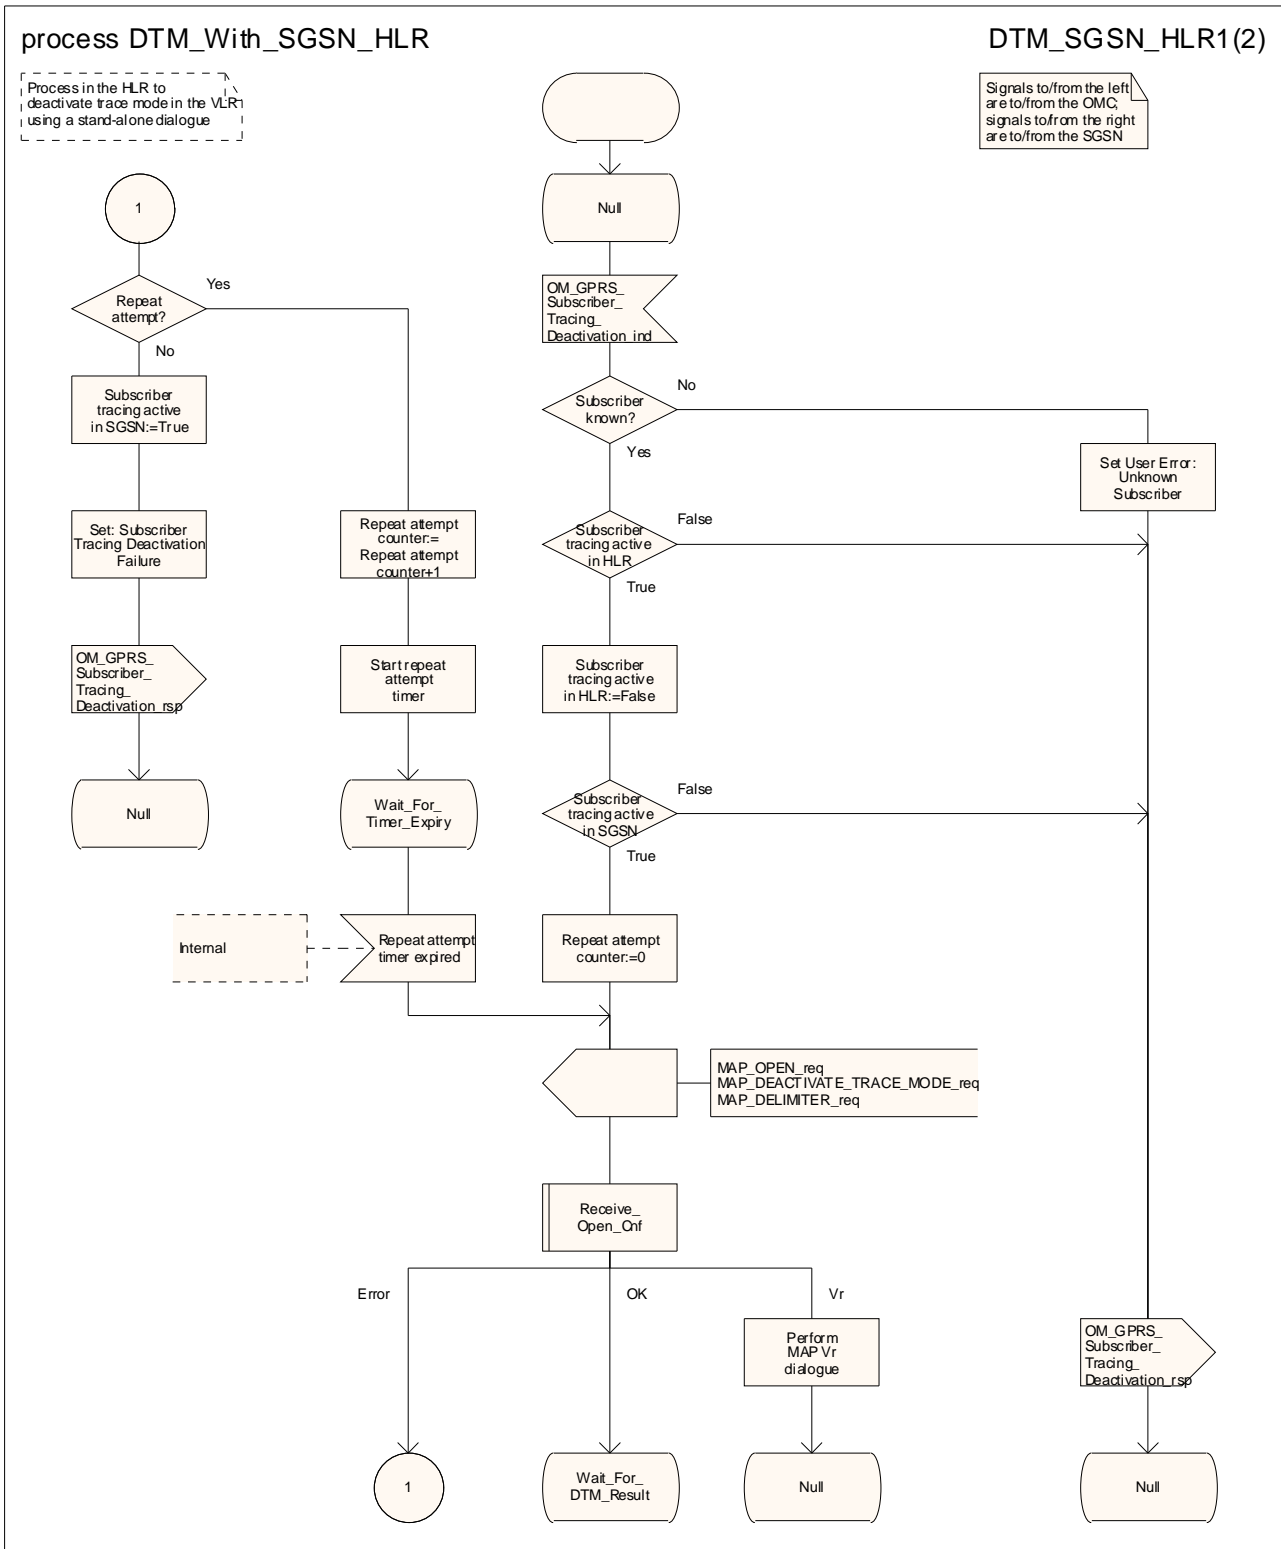 process DTM_With_SGSN_HLR
DTM_SGSN_HLR1(2)
Process in the HLR to
deactivate trace mode in the VLR
using a stand-alone dialogue
Signals to/from the left
are to/from the OMC;
signals to/from the right
are to/from the SGSN
1
Null
Repeat
attempt?
Yes
No
OM_GPRS_
Subscriber_
Tracing_
Deactivation_ind
Subscriber
tracing active
in SGSN:=True
Subscriber
known?
No
Yes
Set User Error:
Unknown
Subscriber
Set: Subscriber
Tracing Deactivation
Failure
Repeat attempt
counter:=
Repeat attempt
counter+1
Subscriber
tracing active
in HLR
False
True
OM_GPRS_
Subscriber_
Tracing_
Deactivation_rsp
Start repeat
attempt
timer
Subscriber
tracing active
in HLR:=False
Null
Wait_For_
Timer_Expiry
Subscriber
tracing active
in SGSN
False
True
Internal
Repeat attempt
timer expired
Repeat attempt
counter:=0
MAP_OPEN_req
MAP_DEACTIVATE_TRACE_MODE_req
MAP_DELIMITER_req
Receive_
Open_Cnf
Error
OK
Vr
Perform
MAP Vr
dialogue
OM_GPRS_
Subscriber_
Tracing_
Deactivation_rsp
1
Wait_For_
DTM_Result
Null
Null